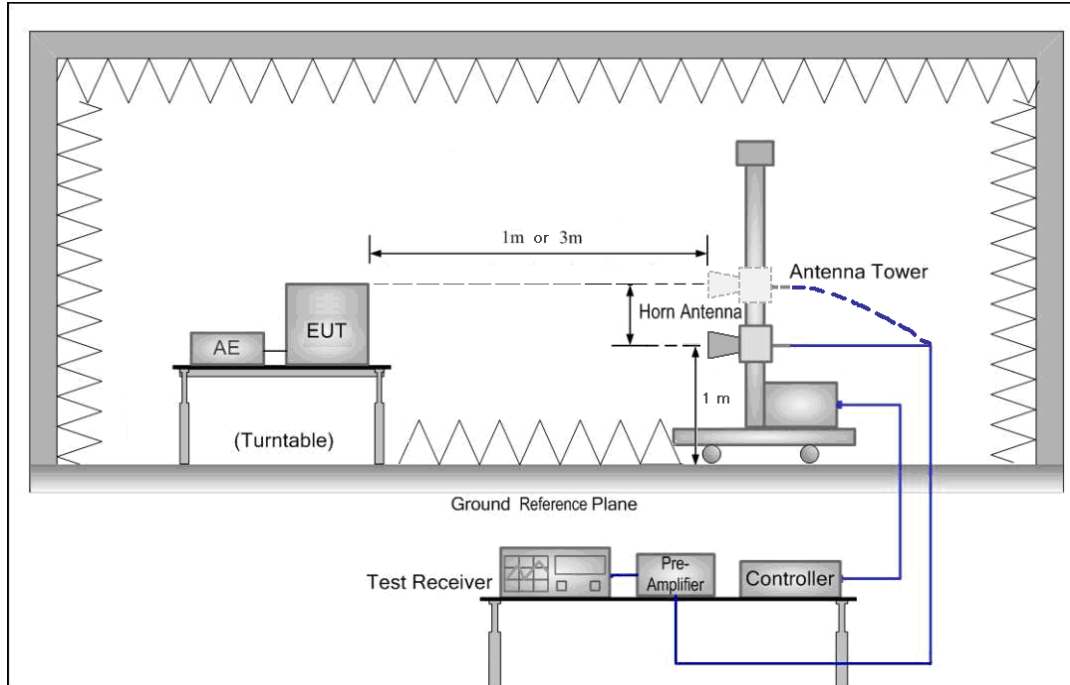 1m or 3m
Antenna Tower
Horn Antenna
EUT
AE
1 m
(Turntable)
Ground Reference Plane
Test Receiver
Pre-
Amplifier
Controller